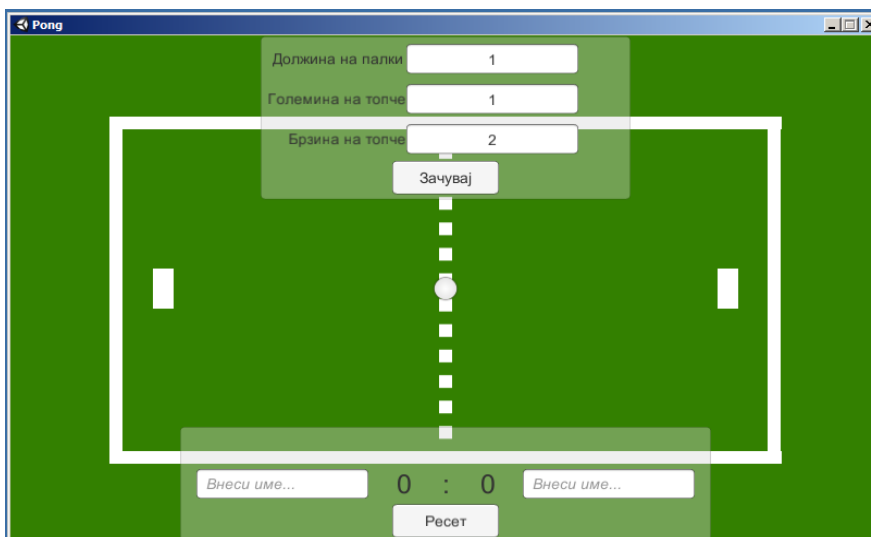 Pong
Должина на палки 1
Големина на топче 1
Брзина на топче 2
Зачувај
Внеси име... 0 : 0 Внеси име...
Ресет